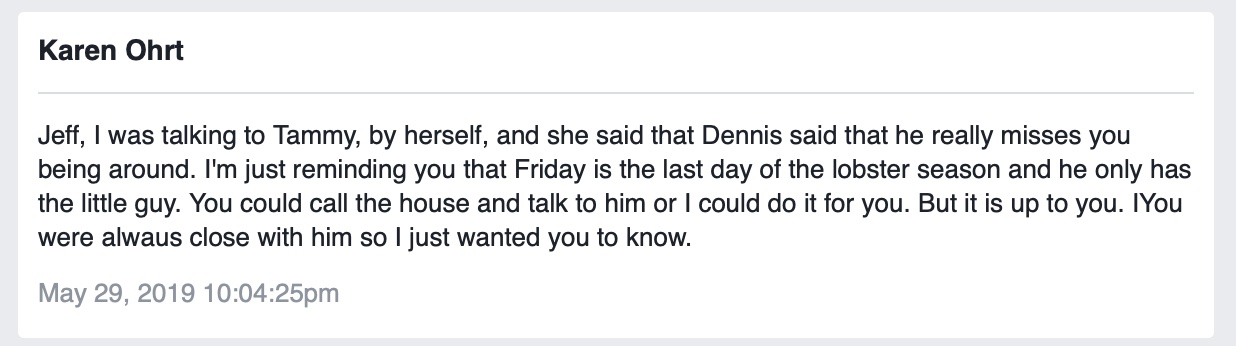 Karen Ohrt
Jeff, I was talking to Tammy, by herself, and she said that Dennis said that he really misses you
being around. I'm just reminding you that Friday is the last day of the lobster season and he only has
the little guy. You could call the house and talk to him or I could do it for you. But it is up to you. IYou
were alwaus close with him so I just wanted you to know.
May 29, 2019 10:04:25pm